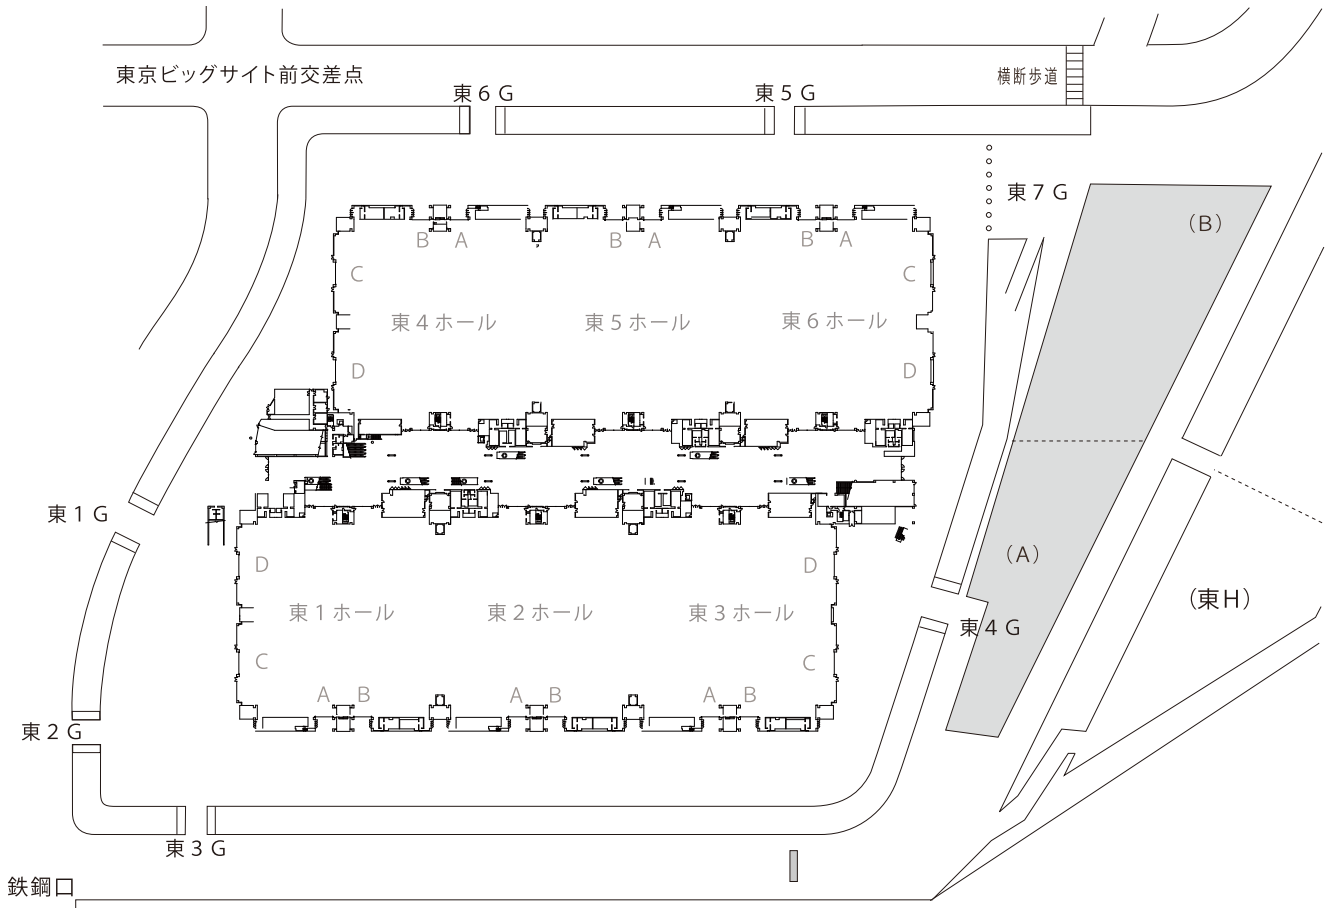 東京ビッグサイト前交差点
横断歩道
東６Ｇ
東５Ｇ
東７Ｇ
（Ｂ）
B A
B A
B A
C
C
東４ホール
東５ホール
東６ホール
D
D
東１Ｇ
（Ａ）
D
D
（東Ｈ）
東１ホール
東２ホール
東３ホール
東４Ｇ
C
C
A B
A B
A B
東２Ｇ
東３Ｇ
鉄鋼口